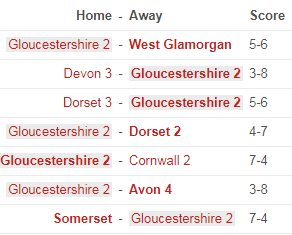 Home - Away Score
Gloucestershire 2 - West Glamorgan 5-6
Devon 3 - Gloucestershire 2 3-8
Dorset 3 - Gloucestershire 2 5-6
Gloucestershire 2 - Dorset 2 4-7
Gloucestershire 2 - Cornwall 2 7-4
Gloucestershire 2 - Avon 4 3-8
Somerset - Gloucestershire 2 7-4